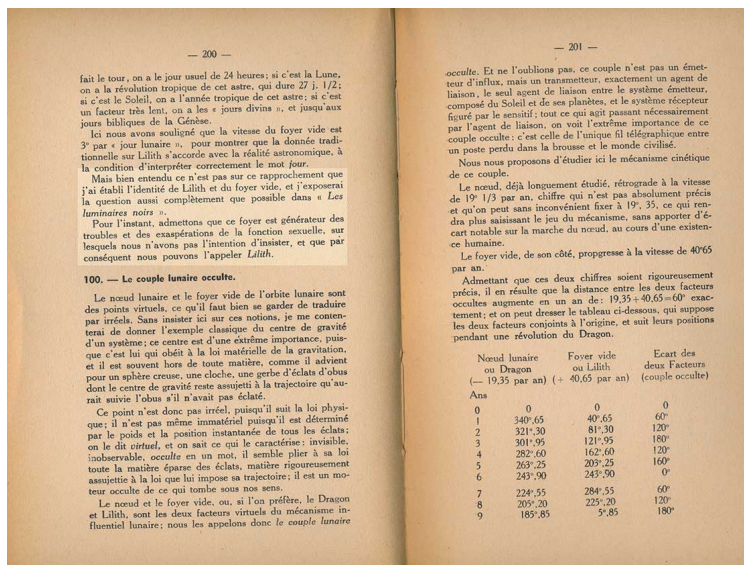 — 200 —
fait le tour, on a le jour usuel de 24 heures; si c'est la Lune,
on a la révolution tropique de cet astre, qui dure 27 j. 1/2;
si c'est le Soleil, on a l'année tropique de cet astre; si c'est
un facteur très lent, on a les « jours divins », et jusqu'aux
jours bibliques de la Génèse.
Ici nous avons souligné que la vitesse du foyer vide est
3° par « jour lunaire », pour montrer que la donnée tradi-
tionnelle sur Lilith s'accorde avec la réalité astronomique, à
la condition d'interpréter correctement le mot jour.
Mais bien entendu ce n'est pas sur ce rapprochement que
j'ai établi l'identité de Lilith et du foyer vide, et j'exposerai
la question aussi complètement que possible dans « Les
luminaires noirs ».
Pour l'instant, admettons que ce foyer est générateur des
troubles et des exaspérations de la fonction sexuelle, sur
lesquels nous n'avons pas l'intention d'insister, et que par
conséquent nous pouvons l'appeler Lilith.
100. — Le couple lunaire occulte.
Le nœud lunaire et le foyer vide de l'orbite lunaire sont
des points virtuels, ce qu'il faut bien se garder de traduire
par irréels. Sans insister ici sur ces notions, je me conten-
terai de donner l'exemple classique du centre de gravité
d'un système; ce centre est d'une extrême importance, puis-
que c'est lui qui obéit à la loi matérielle de la gravitation,
et il est souvent hors de toute matière, comme il advient
pour un sphère creuse, une cloche, une gerbe d'éclats d'obus
dont le centre de gravité reste assujetti à la trajectoire qu'au-
rait suivie l'obus s'il n'avait pas éclaté.
Ce point n'est donc pas irréel, puisqu'il suit la loi physi-
que; il n'est pas même immatériel puisqu'il est déterminé
par le poids et la position instantanée de tous les éclats;
on le dit virtuel, et on sait ce qui le caractérise: invisible,
inobservable, occulte en un mot, il semble plier à sa loi
toute la matière éparse des éclats, matière rigoureusement
assujettie à la loi que lui impose sa trajectoire; il est un mo-
teur occulte de ce qui tombe sous nos sens.
Le nœud et le foyer vide, ou, si l'on préfère, le Dragon
et Lilith, sont les deux facteurs virtuels du mécanisme in-
fluentiel lunaire; nous les appelons donc le couple lunaire
— 201 —
occulte. Et ne l'oublions pas, ce couple n'est pas un émet-
teur d'influx, mais un transmetteur, exactement un agent de
liaison, le seul agent de liaison entre le système émetteur,
composé du Soleil et de ses planètes, et le système récepteur
figuré par le sensitif; tout ce qui agit passant nécessairement
par l'agent de liaison, on voit l'extrême importance de ce
couple occulte: c'est celle de l'unique fil télégraphique entre
un poste perdu dans la brousse et le monde civilisé.
Nous nous proposons d'étudier ici le mécanisme cinétique
de ce couple.
Le nœud, déjà longuement étudié, rétrograde à la vitesse
de 19° 1/3 par an, chiffre qui n'est pas absolument précis
et qu'on peut sans inconvénient fixer à 19°, 35, ce qui ren-
dra plus saisissant le jeu du mécanisme, sans apporter d'é-
cart notable sur la marche du nœud, au cours d'une existen-
ce humaine.
Le foyer vide, de son côté, propgresse à la vitesse de 40°65
par an.
Admettant que ces deux chiffres soient rigoureusement
précis, il en résulte que la distance entre les deux facteurs
occultes augmente en un an de: 19,35+40,65=60° exac-
tement; et on peut dresser le tableau ci-dessous, qui suppose
les deux facteurs conjoints à l'origine, et suit leurs positions
pendant une révolution du Dragon.
Nœud lunaire Foyer vide Ecart des
ou Dragon ou Lilith deux Facteurs
(— 19,35 par an) (+ 40,65 par an) (couple occulte)
Ans
0 0 0 0
1 340°,65 40°,65 60°
2 321°,30 81°,30 120°
3 301°,95 121°,95 180°
4 282°,60 162°,60 120°
5 263°,25 203°,25 160°
6 243°,90 243°,90 0°
7 224°,55 284°,55 60°
8 205°,20 225°,20 120°
9 185°,85 5°,85 180°